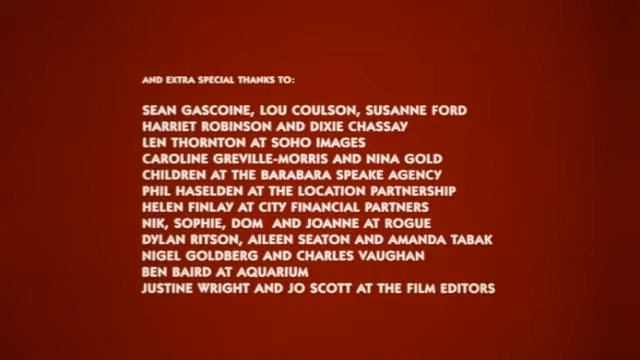 AND EXTRA SPECIAL THANKS TO:
SEAN GASCOINE, LOU COULSON, SUSANNE FORD
HARRIET ROBINSON AND DIXIE CHASSAY
LEN THORNTON AT SOHO IMAGES
CAROLINE GREVILLE-MORRIS AND NINA GOLD
CHILDREN AT THE BARABARA SPEAKE AGENCY
PHIL HASELDEN AT THE LOCATION PARTNERSHIP
HELEN FINLAY AT CITY FINANCIAL PARTNERS
NIK, SOPHIE, DOM AND JOANNE AT ROGUE
DYLAN RITSON, AILEEN SEATON AND AMANDA TABAK
NIGEL GOLDBERG AND CHARLES VAUGHAN
BEN BAIRD AT AQUARIUM
JUSTINE WRIGHT AND JO SCOTT AT THE FILM EDITORS